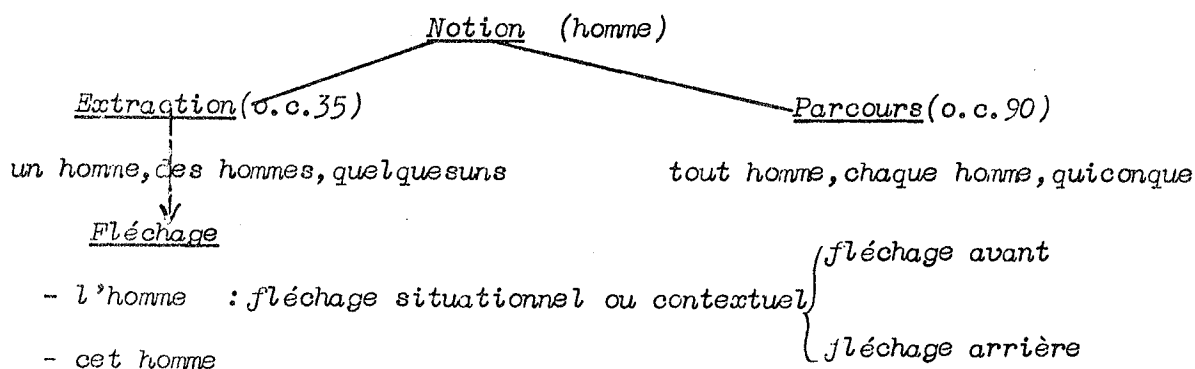 Notion (homme)
Extraction(o.c.35) Parcours(o.c.90)
un homme,des hommes,quelquesuns tout homme,chaque homme,quiconque
Fléchage
fléchage avant
- l'homme : fléchage situationnel ou contextuel
fléchage arrière
- cet homme